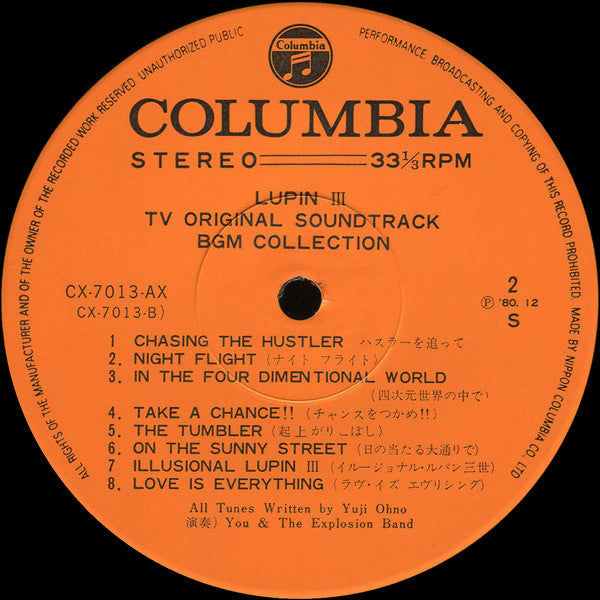 ALL RIGHTS OF THE MANUFACTURER AND OF THE OWNER OF THE RECORDED WORK RESERVED. UNAUTHORIZED PUBLIC PERFORMANCE, BROADCASTING AND COPYING OF THIS RECORD PROHIBITED. MADE BY NIPPON COLUMBIA CO., LTD
Columbia
COLUMBIA
STEREO 33⅓RPM
LUPIN III
TV ORIGINAL SOUNDTRACK
BGM COLLECTION
CX-7013-AX
CX-7013-B)
2
Ⓟ '80. 12
S
1 CHASING THE HUSTLER ハスラーを追って
2. NIGHT FLIGHT (ナイト フライト)
3. IN THE FOUR DIMENTIONAL WORLD
(四次元世界の中で)
4. TAKE A CHANCE!! (チャンスをつかめ!!)
5. THE TUMBLER (起上がりこぼし)
6. ON THE SUNNY STREET (日の当たる大通りで)
7 ILLUSIONAL LUPIN III (イルージョナル・ルパン三世)
8. LOVE IS EVERYTHING (ラヴ・イズ エヴリシング)
All Tunes Written by Yuji Ohno
演奏) You & The Explosion Band